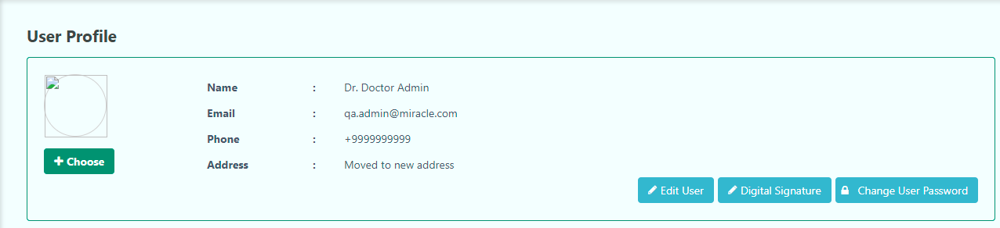 User Profile
Name : Dr. Doctor Admin
Email : qa.admin@miracle.com
Phone : +9999999999
Choose
Address : Moved to new address
Edit User Digital Signature Change User Password